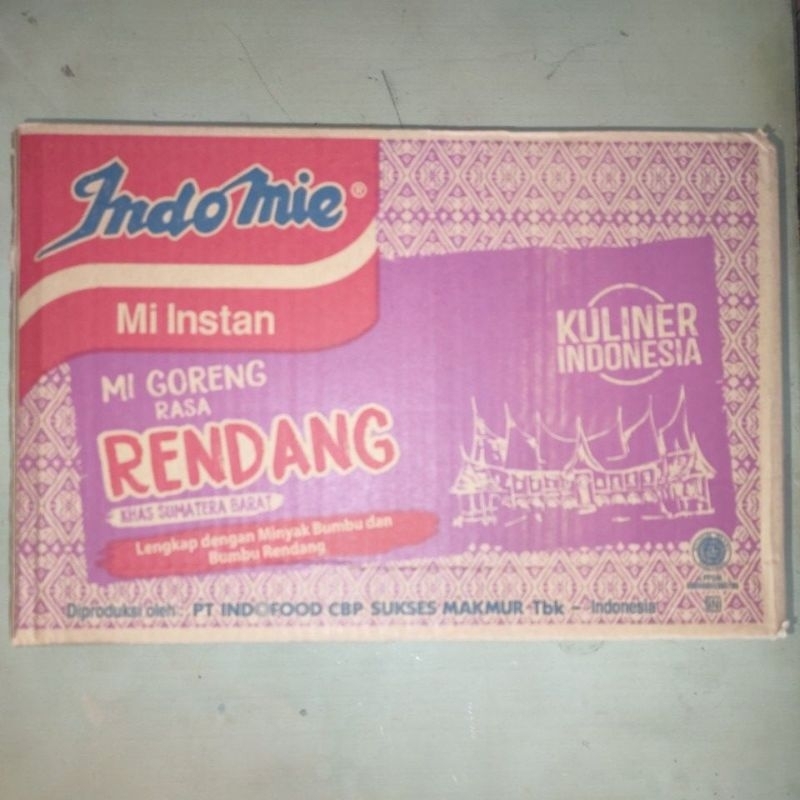 Indomie®
Mi Instan
MI GORENG
RASA
RENDANG
KHAS SUMATERA BARAT
Lengkap dengan Minyak Bumbu dan
Bumbu Rendang
KULINER
INDONESIA
Diproduksi oleh: PT INDOFOOD CBP SUKSES MAKMUR Tbk – Indonesia